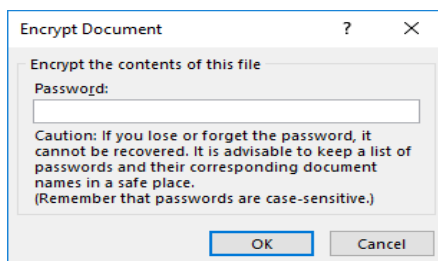 Encrypt Document ?
Encrypt the contents of this file
Password:
Caution: If you lose or forget the password, it
cannot be recovered. It is advisable to keep a list of
passwords and their corresponding document
names in a safe place.
(Remember that passwords are case-sensitive.)
OK Cancel